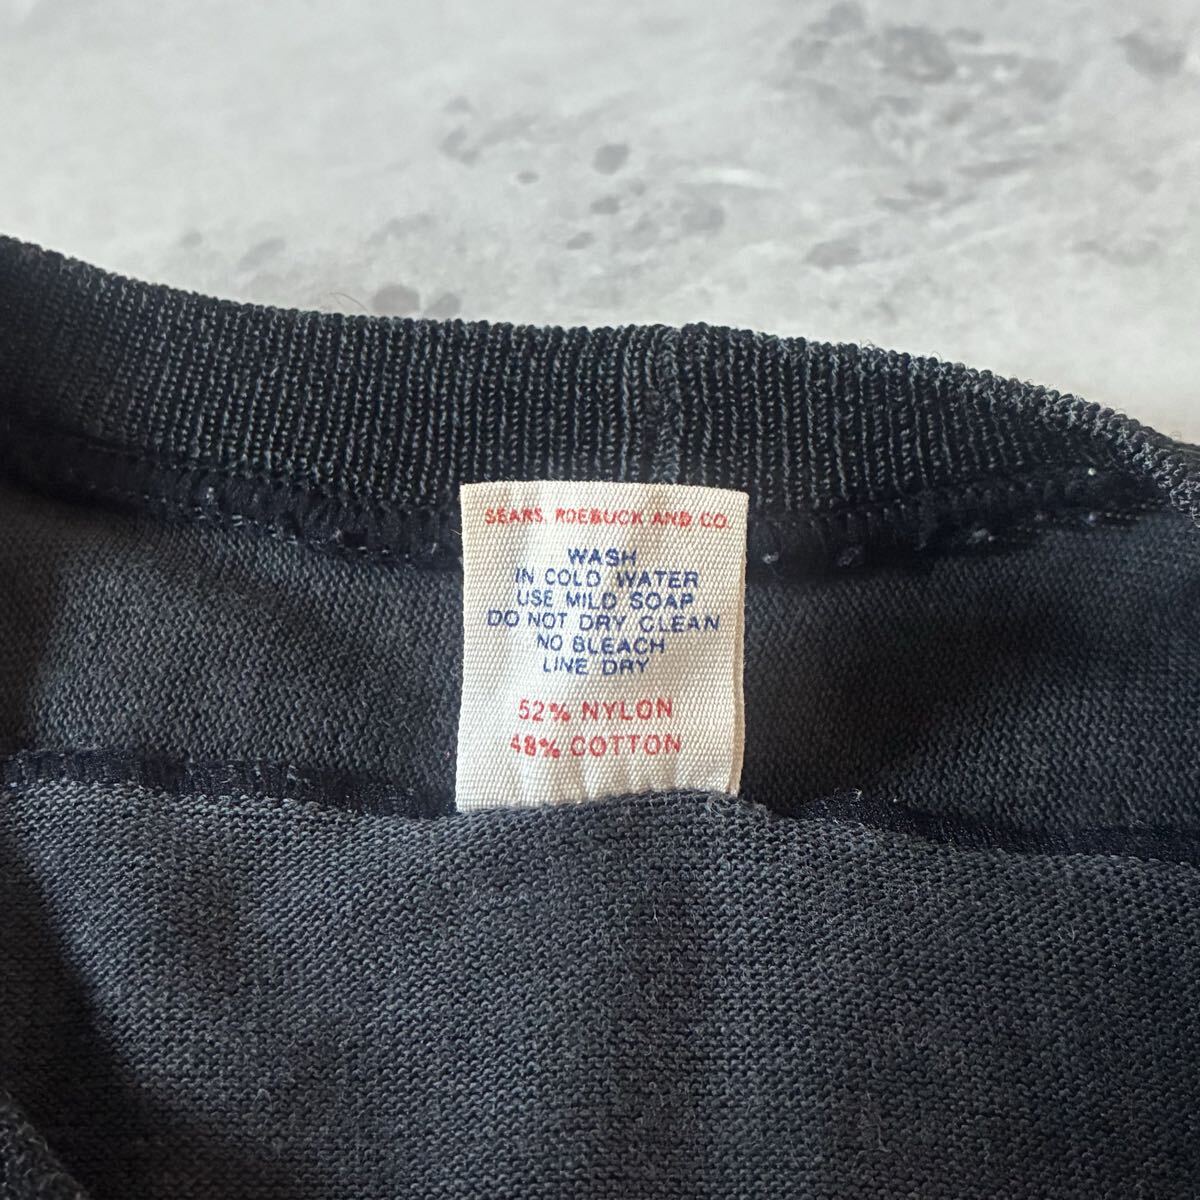 SEARS, ROEBUCK AND CO.
WASH
IN COLD WATER
USE MILD SOAP
DO NOT DRY CLEAN
NO BLEACH
LINE DRY
52% NYLON
48% COTTON